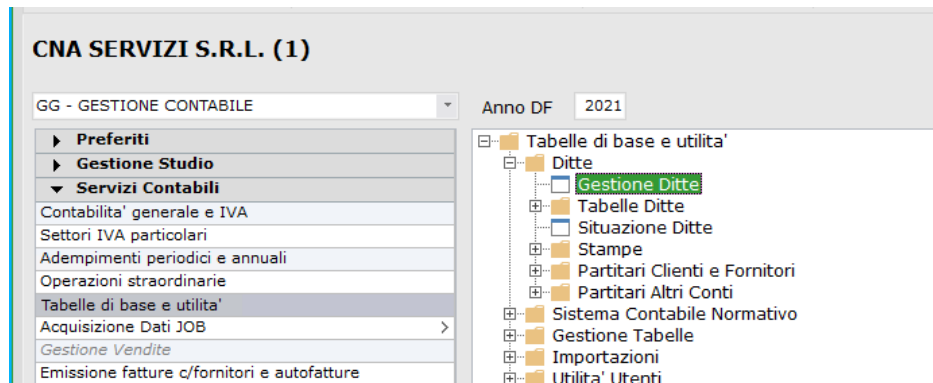 CNA SERVIZI S.R.L. (1)
GG - GESTIONE CONTABILE
Anno DF 2021
Preferiti
Gestione Studio
Servizi Contabili
Contabilita' generale e IVA
Settori IVA particolari
Adempimenti periodici e annuali
Operazioni straordinarie
Tabelle di base e utilita'
Acquisizione Dati JOB
Gestione Vendite
Emissione fatture c/fornitori e autofatture
Tabelle di base e utilita'
Ditte
Gestione Ditte
Tabelle Ditte
Situazione Ditte
Stampe
Partitari Clienti e Fornitori
Partitari Altri Conti
Sistema Contabile Normativo
Gestione Tabelle
Importazioni
Utilita' Utenti